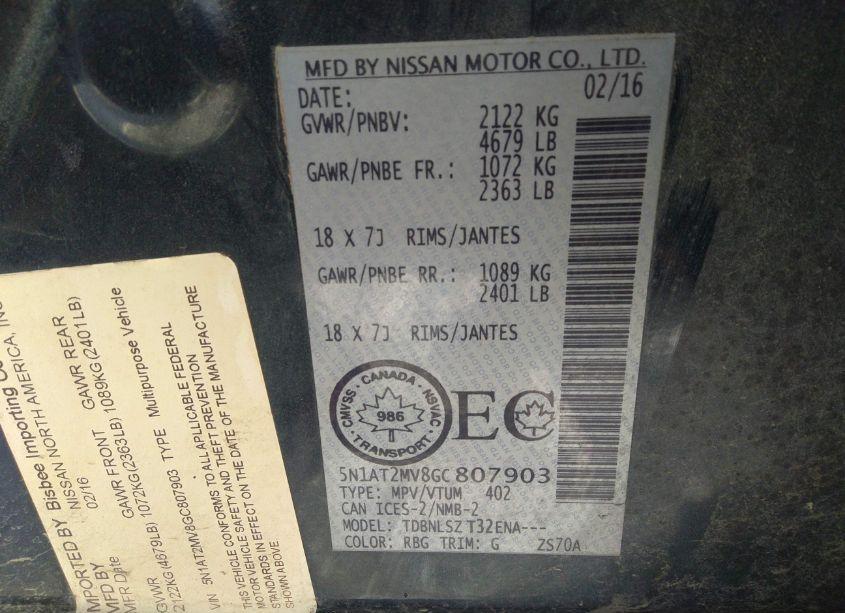 MFD BY NISSAN MOTOR CO., LTD.
DATE: 02/16
GVWR/PNBV: 2122 KG
4679 LB
GAWR/PNBE FR.: 1072 KG
2363 LB
18 X 7J RIMS/JANTES
GAWR/PNBE RR.: 1089 KG
2401 LB
18 X 7J RIMS/JANTES
CMVSS · CANADA · NSVAC
986
TRANSPORT
EC
5N1AT2MV8GC 807903
TYPE: MPV/VTUM 402
CAN ICES-2/NMB-2
MODEL: TDBNLSZ T32ENA---
COLOR: RBG TRIM: G ZS70A
IMPORTED BY Bisbee Importing
MFD BY NISSAN NORTH AMERICA, INC
MFR Date 02/16
GVWR GAWR FRONT GAWR REAR
2122KG(4679LB) 1072KG(2363LB) 1089KG(2401LB)
VIN 5N1AT2MV8GC807903 TYPE Multipurpose Vehicle
THIS VEHICLE CONFORMS TO ALL APLICABLE FEDERAL
MOTOR VEHICLE SAFETY AND THEFT PREVENTION
STANDARDS IN EFFECT ON THE DATE OF THE MANUFACTURE
SHOWN ABOVE.